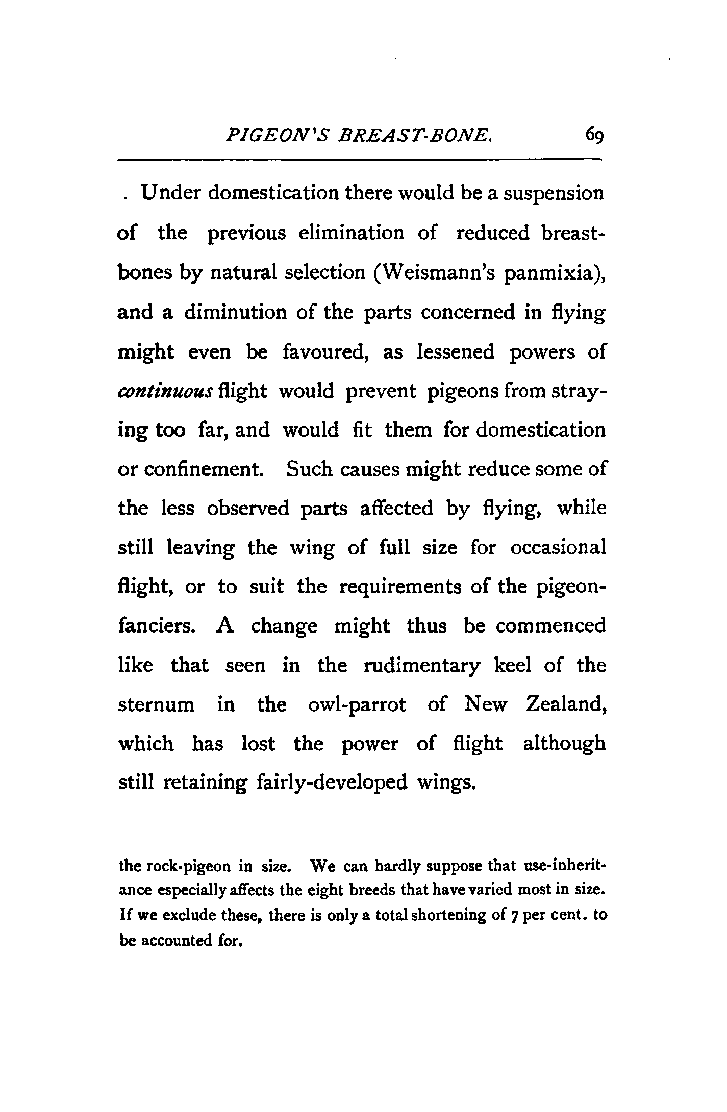 PIGEON'S BREAST-BONE. 69
. Under domestication there would be a suspension
of the previous elimination of reduced breast-
bones by natural selection (Weismann's panmixia),
and a diminution of the parts concerned in flying
might even be favoured, as lessened powers of
continuous flight would prevent pigeons from stray-
ing too far, and would fit them for domestication
or confinement. Such causes might reduce some of
the less observed parts affected by flying, while
still leaving the wing of full size for occasional
flight, or to suit the requirements of the pigeon-
fanciers. A change might thus be commenced
like that seen in the rudimentary keel of the
sternum in the owl-parrot of New Zealand,
which has lost the power of flight although
still retaining fairly-developed wings.
the rock-pigeon in size. We can hardly suppose that use-inherit-
ance especially affects the eight breeds that have varied most in size.
If we exclude these, there is only a total shortening of 7 per cent. to
be accounted for.